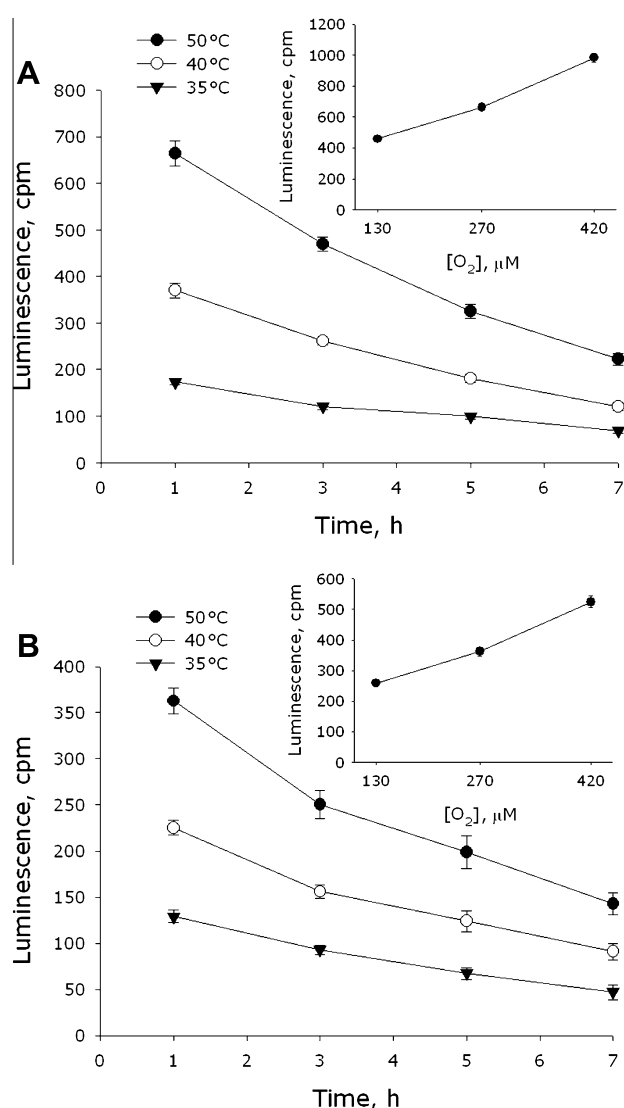 A
50°C
40°C
35°C
Luminescence, cpm
800
700
600
500
400
300
200
100
0
0 1 2 3 4 5 6 7
Time, h
Luminescence, cpm
1200
1000
800
600
400
200
0
130 270 420
[O2], μM
B
50°C
40°C
35°C
Luminescence, cpm
400
350
300
250
200
150
100
50
0
0 1 2 3 4 5 6 7
Time, h
Luminescence, cpm
600
500
400
300
200
100
0
130 270 420
[O2], μM